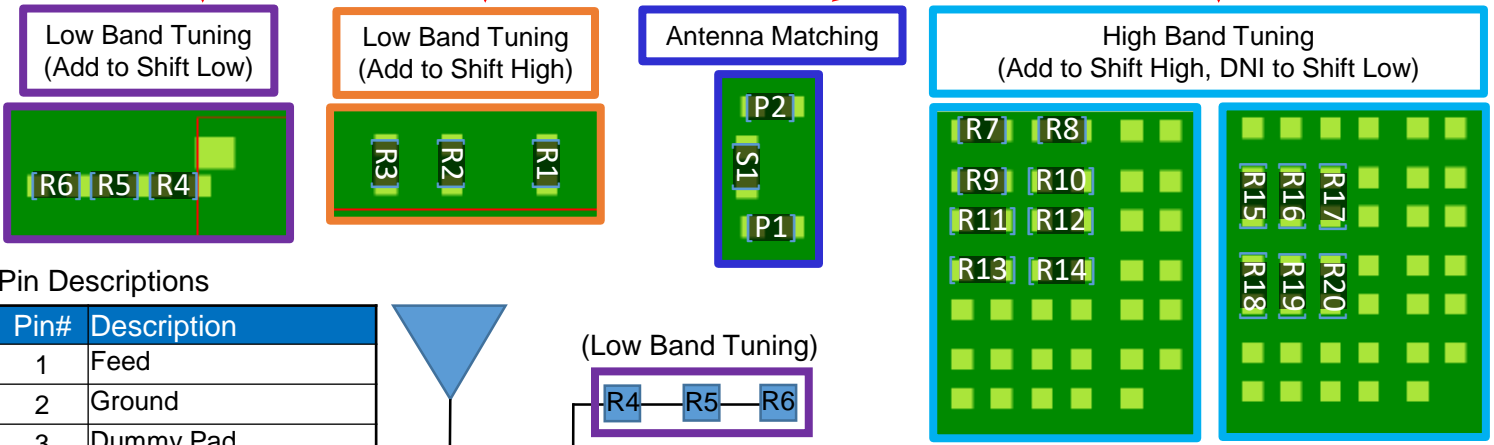 Low Band Tuning
(Add to Shift Low)
Low Band Tuning
(Add to Shift High)
Antenna Matching
High Band Tuning
(Add to Shift High, DNI to Shift Low)
R6 R5 R4
R3 R2 R1
P2
S1
P1
R7 R8
R9 R10
R11 R12
R13 R14
R15 R16 R17
R18 R19 R20
Pin Descriptions
Pin# Description
1 Feed
2 Ground
3 Dummy Pad
(Low Band Tuning)
R4 R5 R6